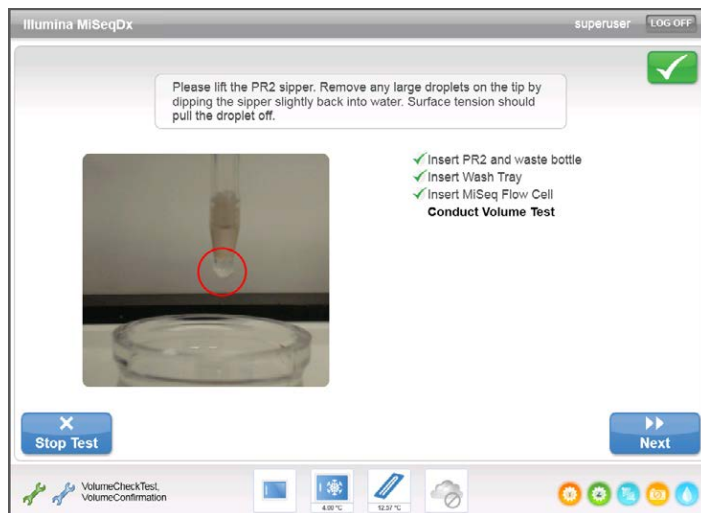 Illumina MiSeqDx
superuser
LOG OFF
Please lift the PR2 sipper. Remove any large droplets on the tip by
dipping the sipper slightly back into water. Surface tension should
pull the droplet off.
Insert PR2 and waste bottle
Insert Wash Tray
Insert MiSeq Flow Cell
Conduct Volume Test
Stop Test
Next
VolumeCheckTest,
VolumeConfirmation
4.00 °C
12.57 °C